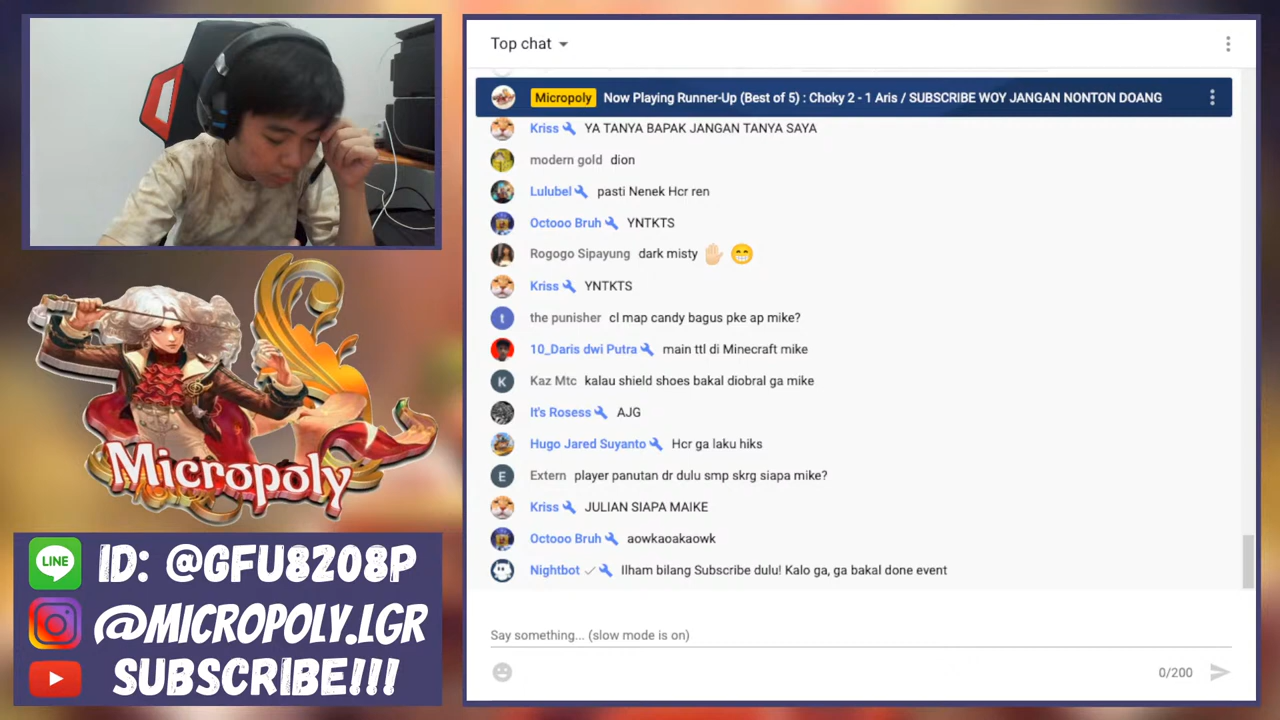 Top chat
Micropoly Now Playing Runner-Up (Best of 5) : Choky 2 - 1 Aris / SUBSCRIBE WOY JANGAN NONTON DOANG
Kriss YA TANYA BAPAK JANGAN TANYA SAYA
modern gold dion
Lulubel pasti Nenek Hcr ren
Octooo Bruh YNTKTS
Rogogo Sipayung dark misty ✋🏻 😁
Kriss YNTKTS
t the punisher cl map candy bagus pke ap mike?
10_Daris dwi Putra main ttl di Minecraft mike
K Kaz Mtc kalau shield shoes bakal diobral ga mike
It's Rosess AJG
Hugo Jared Suyanto Hcr ga laku hiks
E Extern player panutan dr dulu smp skrg siapa mike?
Kriss JULIAN SIAPA MAIKE
Octooo Bruh aowkaoakaowk
Nightbot Ilham bilang Subscribe dulu! Kalo ga, ga bakal done event
Say something... (slow mode is on)
0/200
Micropoly
LINE ID: @GFU8208P
@MICROPOLY.LGR
SUBSCRIBE!!!